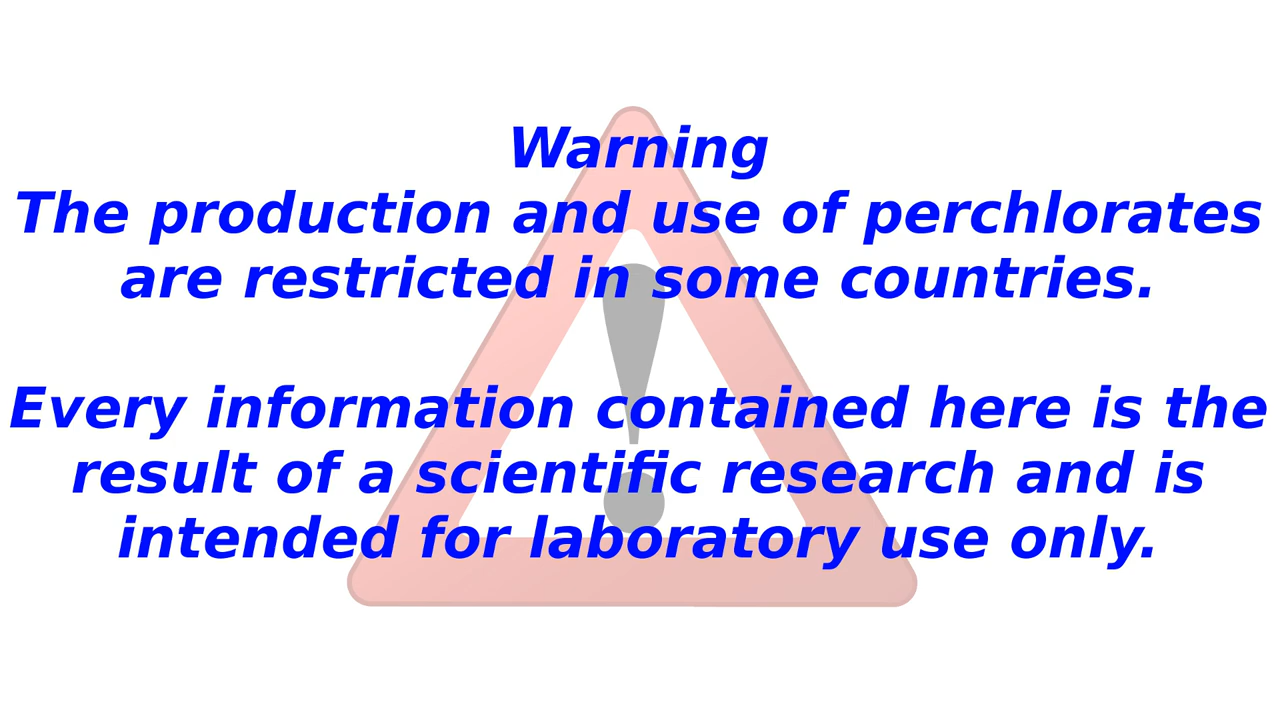 Warning
The production and use of perchlorates
are restricted in some countries.
Every information contained here is the
result of a scientific research and is
intended for laboratory use only.